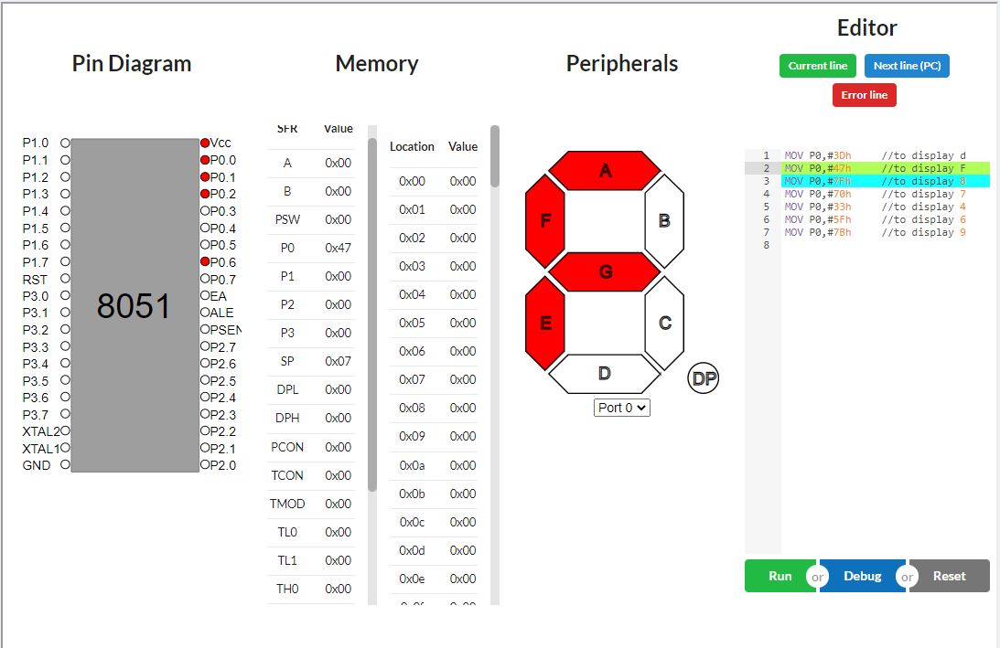 Editor
Pin Diagram
Memory
Peripherals
Current line
Next line (PC)
Error line
P1.0
P1.1
P1.2
P1.3
P1.4
P1.5
P1.6
P1.7
RST
P3.0
P3.1
P3.2
P3.3
P3.4
P3.5
P3.6
P3.7
XTAL2
XTAL1
GND
8051
Vcc
P0.0
P0.1
P0.2
P0.3
P0.4
P0.5
P0.6
P0.7
EA
ALE
PSEN
P2.7
P2.6
P2.5
P2.4
P2.3
P2.2
P2.1
P2.0
SFR Value
A 0x00
B 0x00
PSW 0x00
P0 0x47
P1 0x00
P2 0x00
P3 0x00
SP 0x07
DPL 0x00
DPH 0x00
PCON 0x00
TCON 0x00
TMOD 0x00
TL0 0x00
TL1 0x00
TH0 0x00
Location Value
0x00 0x00
0x01 0x00
0x02 0x00
0x03 0x00
0x04 0x00
0x05 0x00
0x06 0x00
0x07 0x00
0x08 0x00
0x09 0x00
0x0a 0x00
0x0b 0x00
0x0c 0x00
0x0d 0x00
0x0e 0x00
A
F
B
G
E
C
D
DP
Port 0
1 MOV P0,#3Dh //to display d
2 MOV P0,#47h //to display F
3 MOV P0,#7Fh //to display 8
4 MOV P0,#70h //to display 7
5 MOV P0,#33h //to display 4
6 MOV P0,#5Fh //to display 6
7 MOV P0,#7Bh //to display 9
8
Run or Debug or Reset